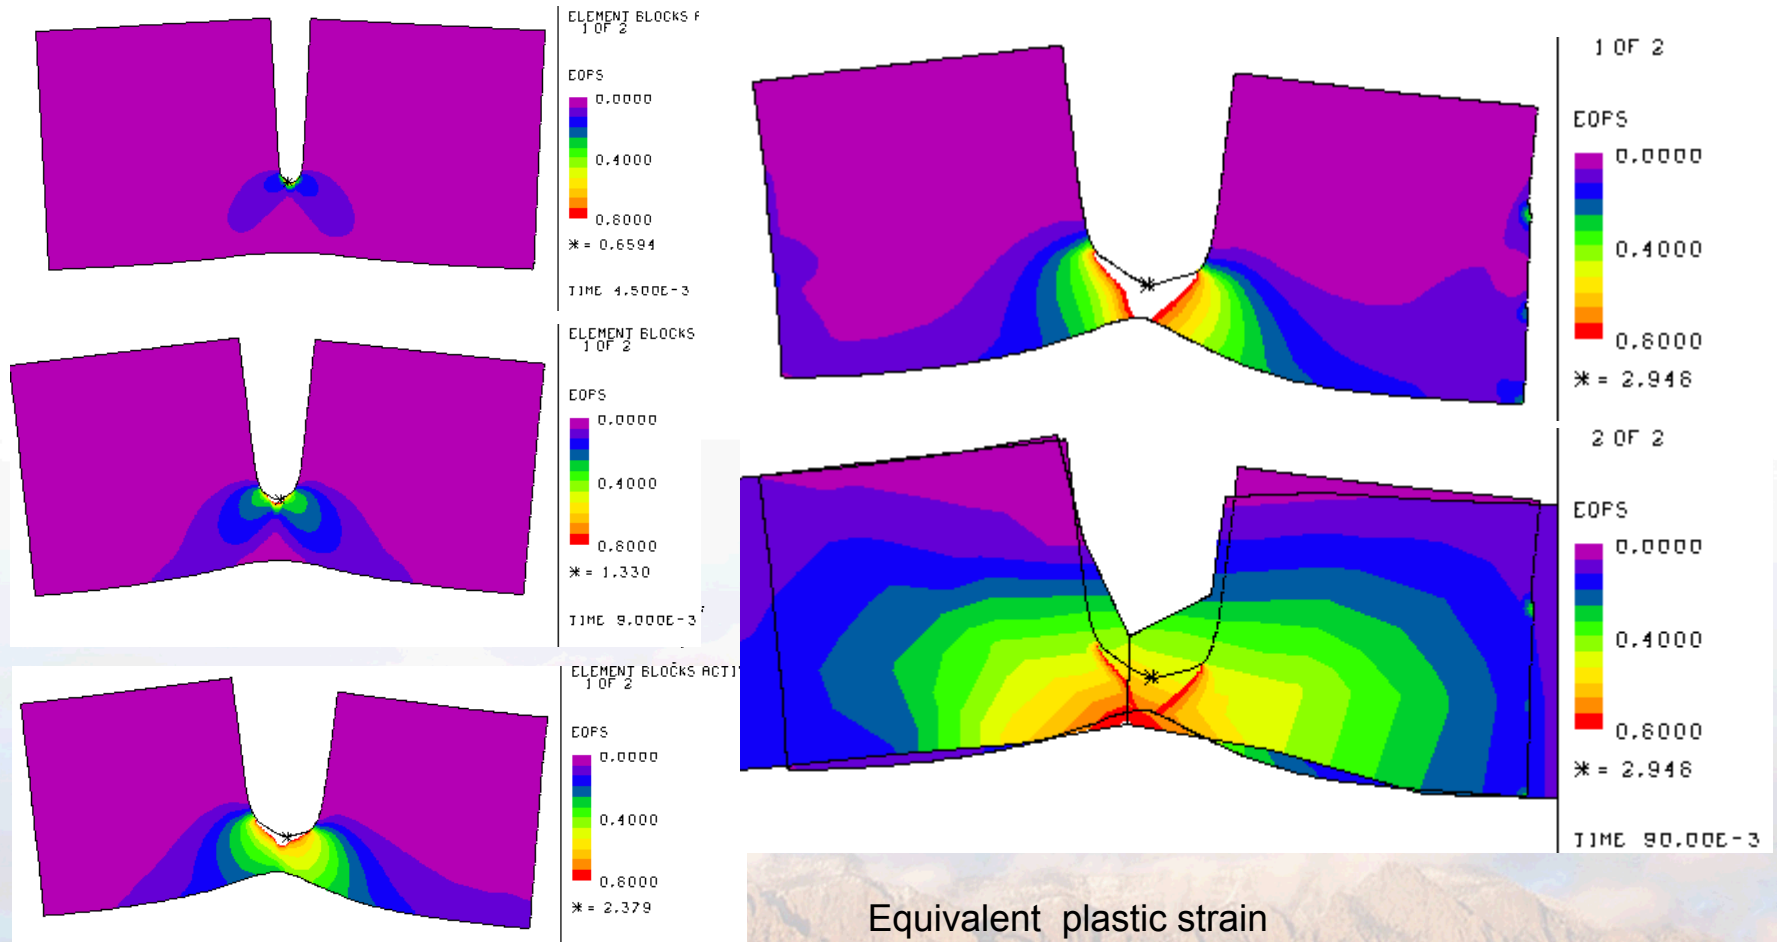 ELEMENT BLOCKS
1 OF 2
EQPS
0.0000
0.4000
0.8000
* = 0.6594
TIME 4.500E-3
ELEMENT BLOCKS
1 OF 2
EQPS
0.0000
0.4000
0.8000
* = 1.330
TIME 9.000E-3
ELEMENT BLOCKS ACTI
1 OF 2
EQPS
0.0000
0.4000
0.8000
* = 2.379
1 OF 2
EQPS
0.0000
0.4000
0.8000
* = 2.946
2 OF 2
EQPS
0.0000
0.4000
0.8000
* = 2.946
TIME 90.00E-3
Equivalent plastic strain